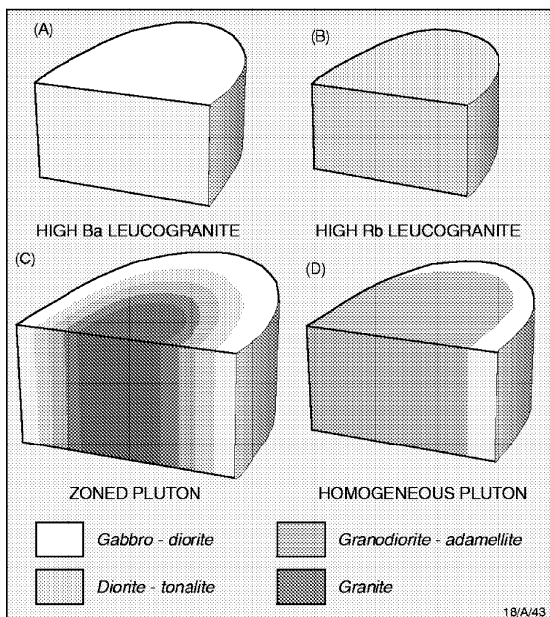 (A)
(B)
HIGH Ba LEUCOGRANITE
HIGH Rb LEUCOGRANITE
(C)
(D)
ZONED PLUTON
HOMOGENEOUS PLUTON
Gabbro - diorite
Granodiorite - adamellite
Diorite - tonalite
Granite
18/A/43